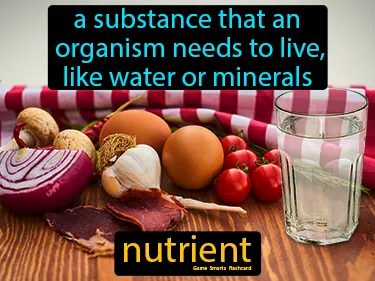 a substance that an
organism needs to live,
like water or minerals
nutrient
Game Smartz Flashcard